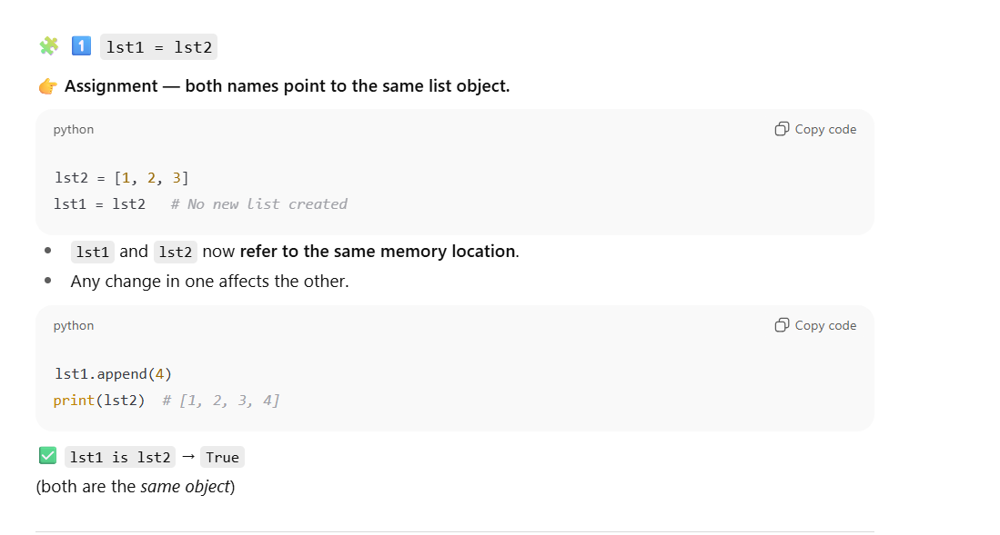 🧩 1️⃣ lst1 = lst2
👉 Assignment — both names point to the same list object.
python Copy code
lst2 = [1, 2, 3]
lst1 = lst2   # No new list created
• lst1 and lst2 now refer to the same memory location.
• Any change in one affects the other.
python Copy code
lst1.append(4)
print(lst2)  # [1, 2, 3, 4]
✅ lst1 is lst2 → True
(both are the same object)